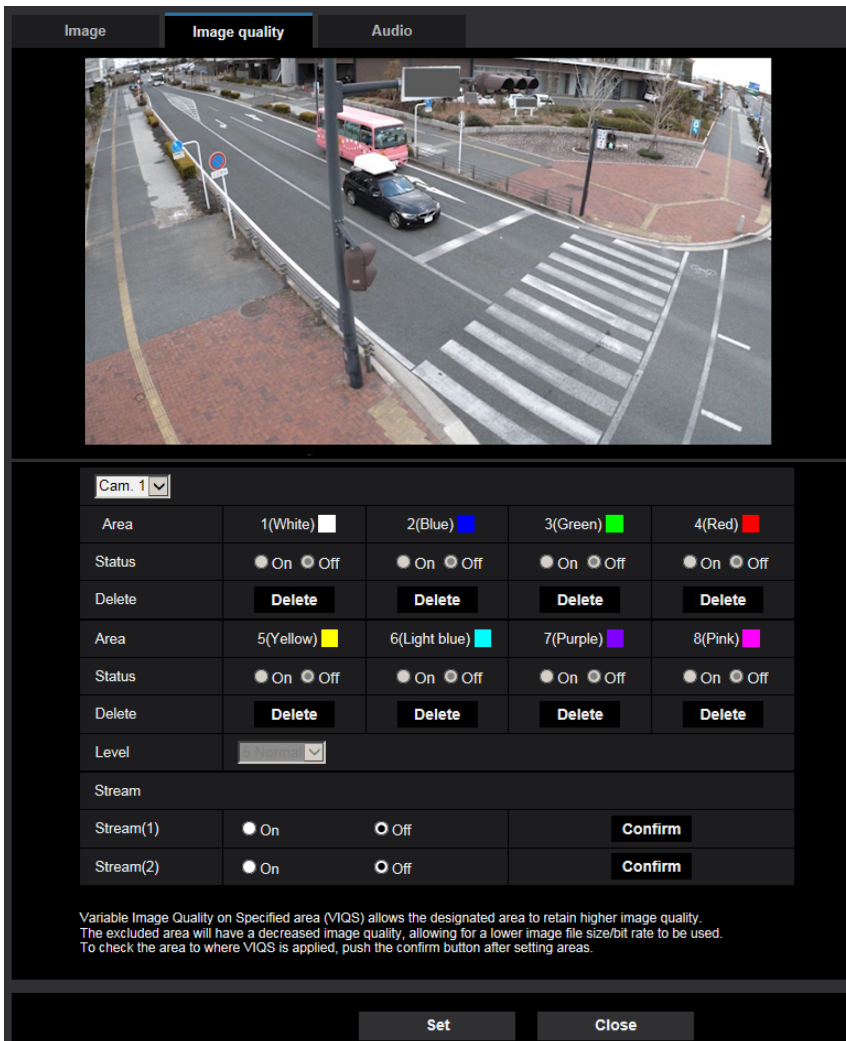 Image Image quality Audio
Cam. 1
Area 1(White) 2(Blue) 3(Green) 4(Red)
Status On Off On Off On Off On Off
Delete Delete Delete Delete Delete
Area 5(Yellow) 6(Light blue) 7(Purple) 8(Pink)
Status On Off On Off On Off On Off
Delete Delete Delete Delete Delete
Level 5 Normal
Stream
Stream(1) On Off Confirm
Stream(2) On Off Confirm
Variable Image Quality on Specified area (VIQS) allows the designated area to retain higher image quality.
The excluded area will have a decreased image quality, allowing for a lower image file size/bit rate to be used.
To check the area to where VIQS is applied, push the confirm button after setting areas.
Set Close